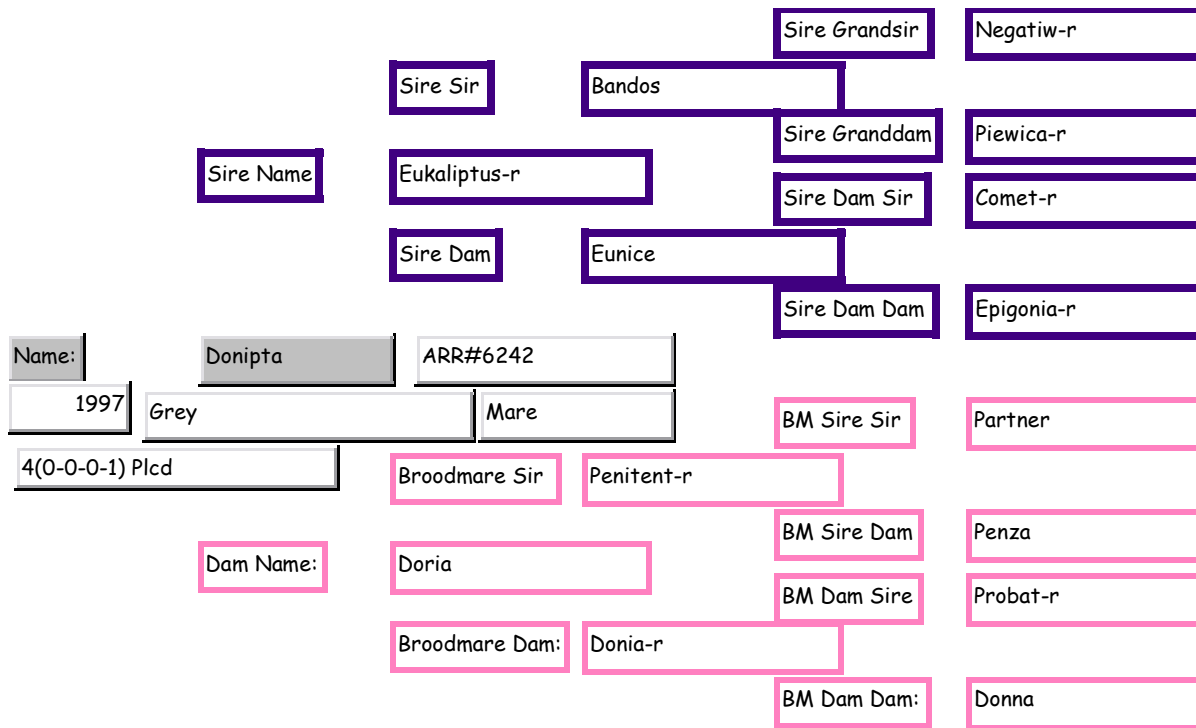 Sire Grandsir Negatiw-r
Sire Sir Bandos
Sire Granddam Piewica-r
Sire Name Eukaliptus-r
Sire Dam Sir Comet-r
Sire Dam Eunice
Sire Dam Dam Epigonia-r
Name: Donipta ARR#6242
1997 Grey Mare
BM Sire Sir Partner
4(0-0-0-1) Plcd
Broodmare Sir Penitent-r
BM Sire Dam Penza
Dam Name: Doria
BM Dam Sire Probat-r
Broodmare Dam: Donia-r
BM Dam Dam: Donna